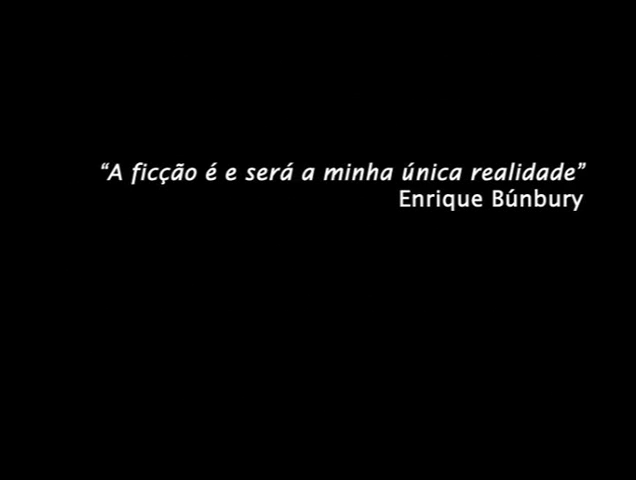 “A ficção é e será a minha única realidade”
Enrique Búnbury